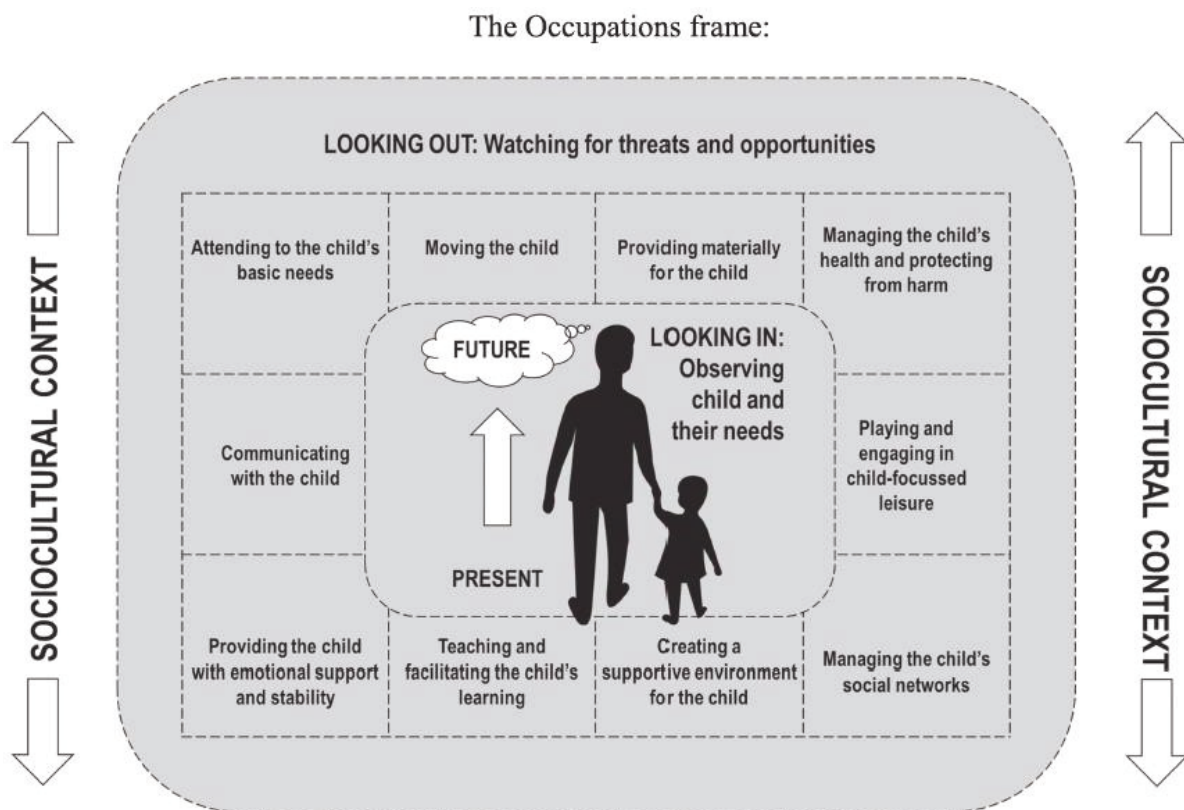 The Occupations frame:
LOOKING OUT: Watching for threats and opportunities
SOCIOCULTURAL CONTEXT
Attending to the child’s
basic needs
Moving the child
Providing materially
for the child
Managing the child’s
health and protecting
from harm
FUTURE
LOOKING IN:
Observing
child and
their needs
Communicating
with the child
Playing and
engaging in
child-focussed
leisure
PRESENT
Providing the child
with emotional support
and stability
Teaching and
facilitating the child’s
learning
Creating a
supportive environment
for the child
Managing the child’s
social networks
SOCIOCULTURAL CONTEXT